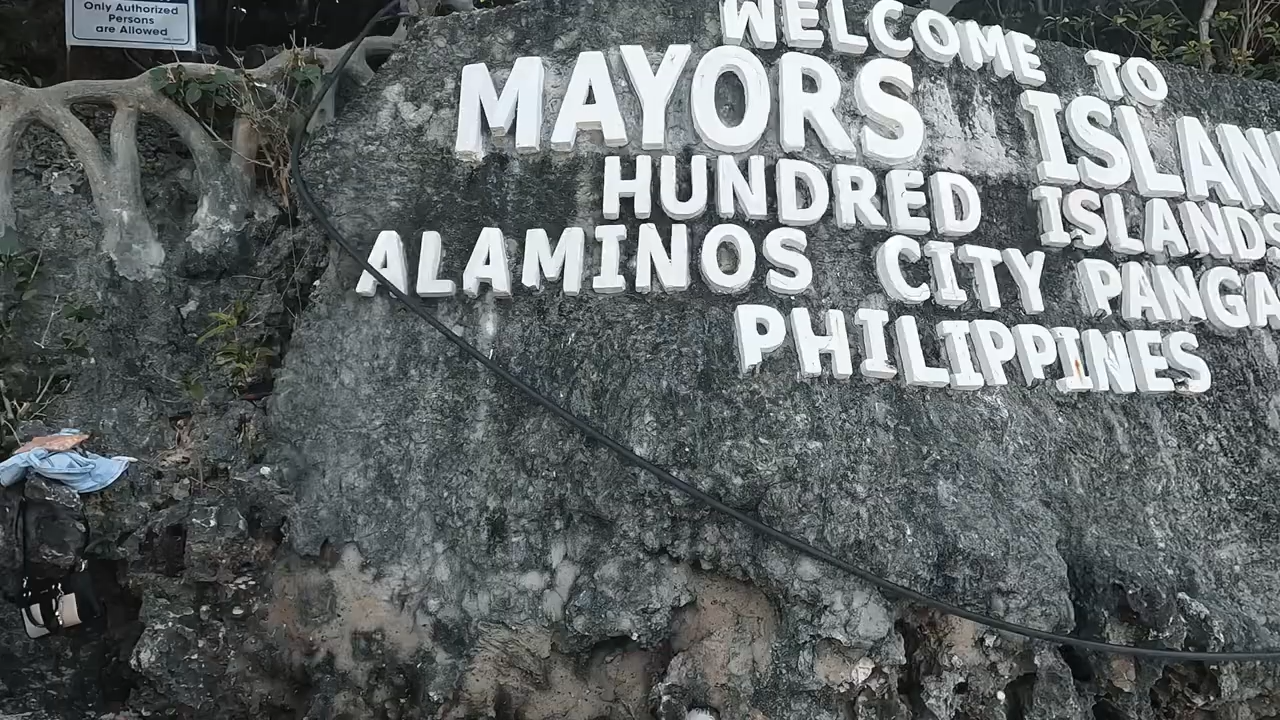 Only Authorized
Persons
are Allowed
WELCOME TO
MAYORS ISLAN
HUNDRED ISLANDS
ALAMINOS CITY PANGA
PHILIPPINES